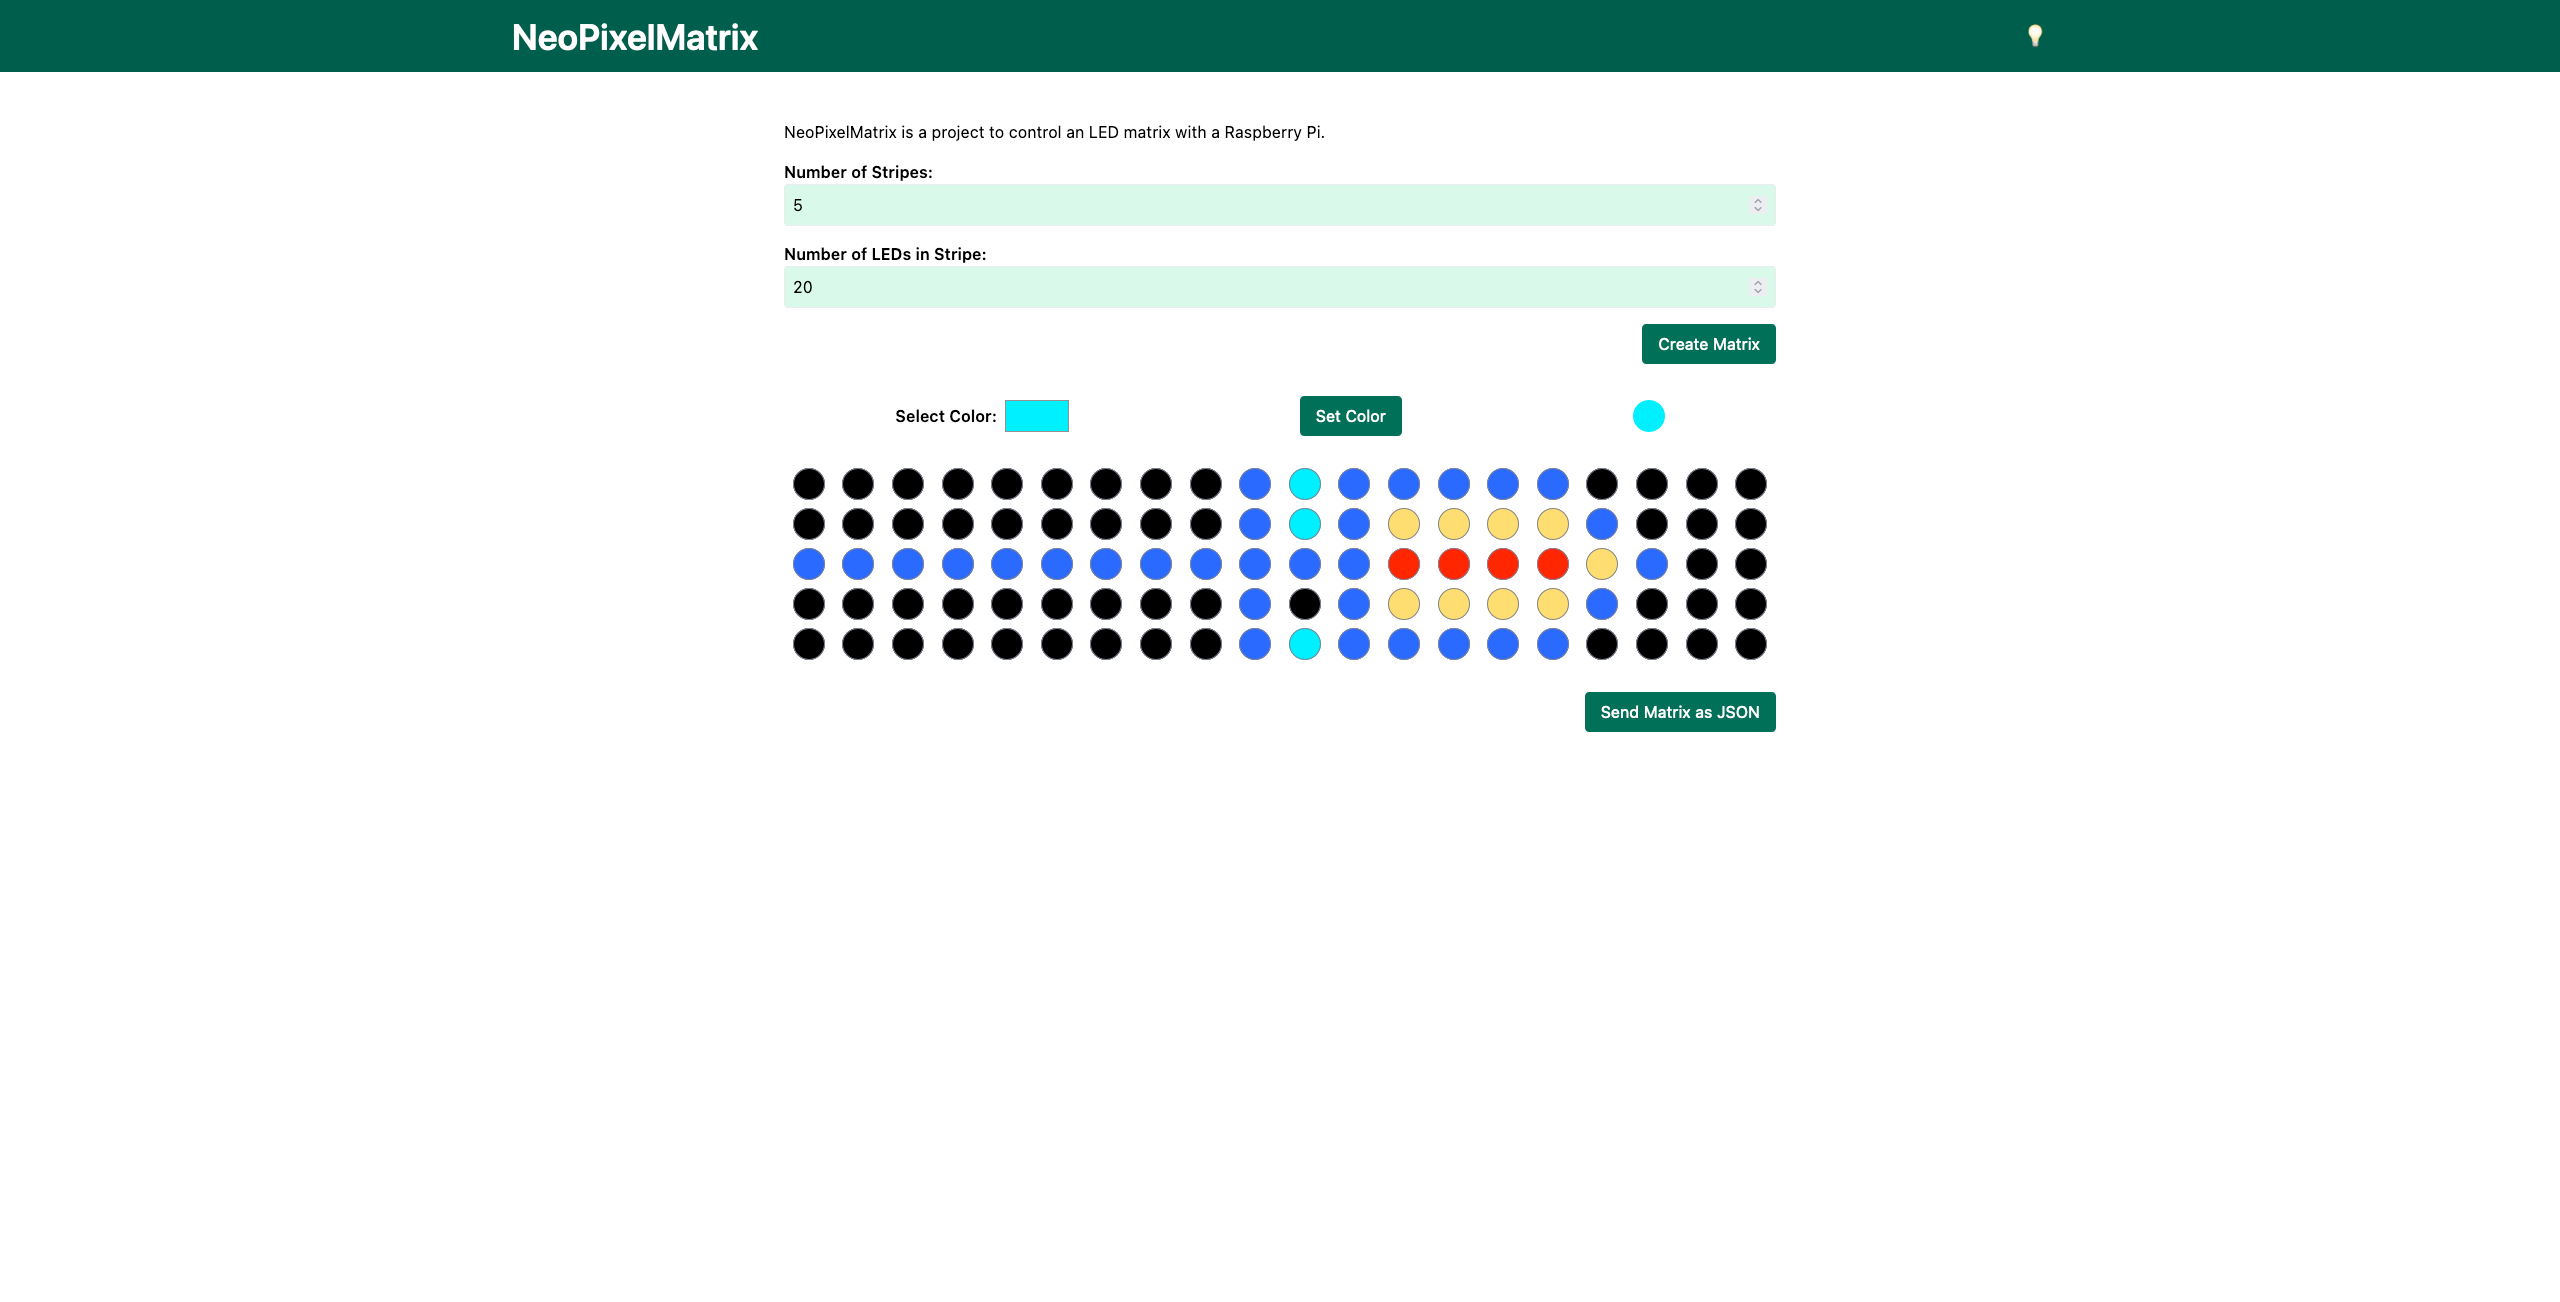 NeoPixelMatrix
NeoPixelMatrix is a project to control an LED matrix with a Raspberry Pi.
Number of Stripes:
5
Number of LEDs in Stripe:
20
Create Matrix
Select Color:
Set Color
Send Matrix as JSON